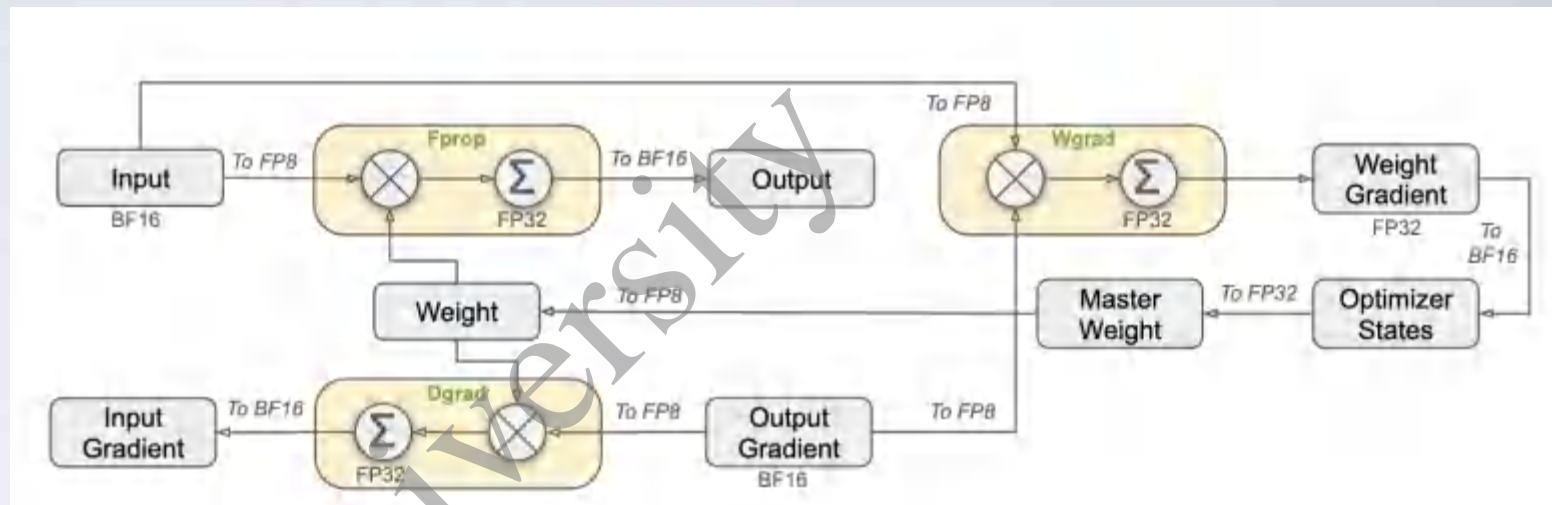 To FP8
Fprop
Wgrad
Input
To FP8
Σ
To BF16
Output
Σ
Weight
Gradient
BF16
FP32
FP32
FP32
To
BF16
Weight
To FP8
Master
Weight
To FP32
Optimizer
States
Dgrad
Input
Gradient
To BF16
Σ
To FP8
Output
Gradient
To FP8
FP32
BF16
versity